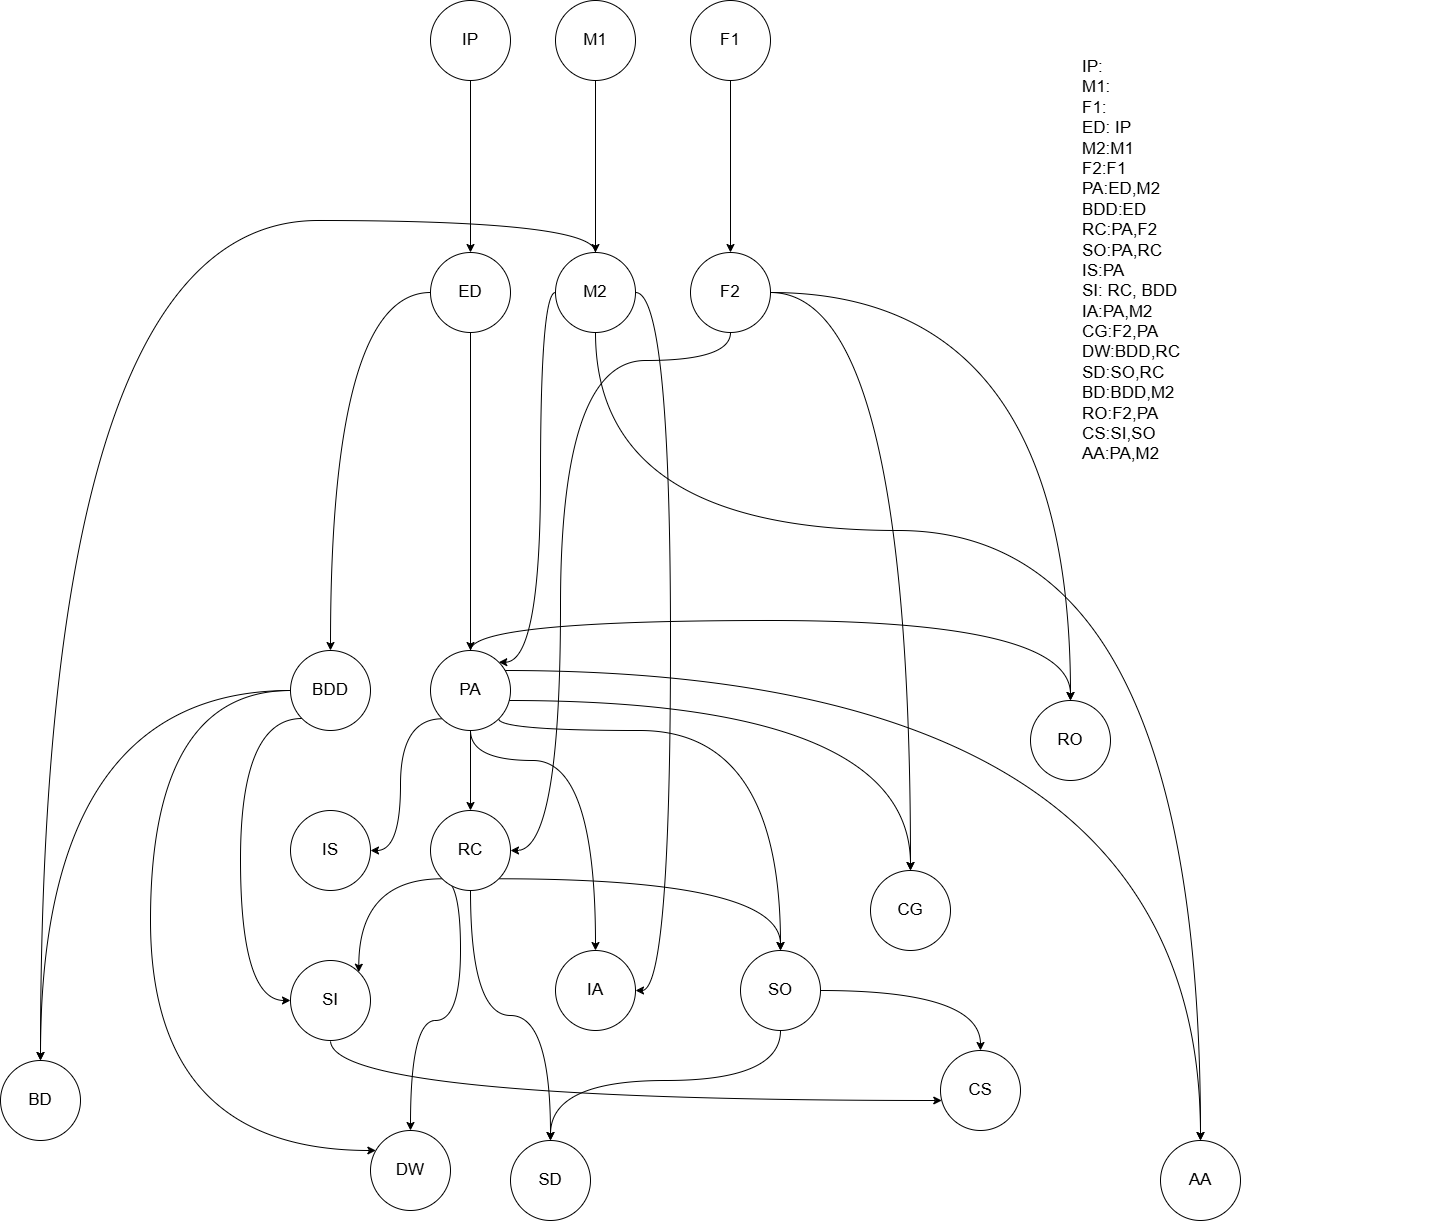 IP
M1
F1
IP:
M1:
F1:
ED: IP
M2:M1
F2:F1
PA:ED,M2
BDD:ED
RC:PA,F2
SO:PA,RC
IS:PA
SI: RC, BDD
IA:PA,M2
CG:F2,PA
DW:BDD,RC
SD:SO,RC
BD:BDD,M2
RO:F2,PA
CS:SI,SO
AA:PA,M2
ED
M2
F2
BDD
PA
RO
IS
RC
CG
SI
IA
SO
BD
CS
DW
SD
AA